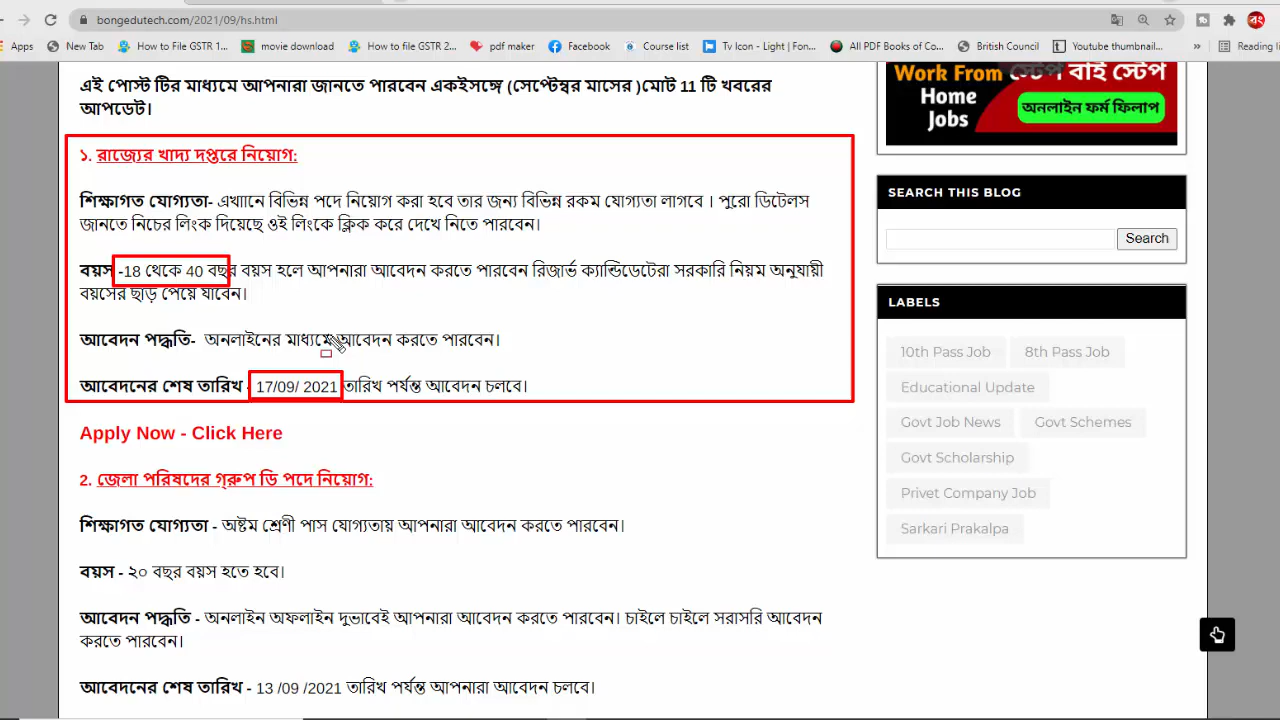 bongedutech.com/2021/09/hs.html
Apps New Tab How to File GSTR 1... movie download How to file GSTR 2... pdf maker Facebook Course list Tv Icon - Light | Fon... All PDF Books of Co... British Council Youtube thumbnail... » Reading li
এই পোস্ট টির মাধ্যমে আপনারা জানতে পারবেন একইসঙ্গে (সেপ্টেম্বর মাসের )মোট 11 টি খবরের
আপডেট।
১. রাজ্যের খাদ্য দপ্তরে নিয়োগ:
শিক্ষাগত যোগ্যতা- এখানে বিভিন্ন পদে নিয়োগ করা হবে তার জন্য বিভিন্ন রকম যোগ্যতা লাগবে । পুরো ডিটেলস
জানতে নিচের লিংক দিয়েছে ওই লিংকে ক্লিক করে দেখে নিতে পারবেন।
বয়স -18 থেকে 40 বছর বয়স হলে আপনারা আবেদন করতে পারবেন রিজার্ভ ক্যান্ডিডেটেরা সরকারি নিয়ম অনুযায়ী
বয়সের ছাড় পেয়ে যাবেন।
আবেদন পদ্ধতি- অনলাইনের মাধ্যমে আবেদন করতে পারবেন।
আবেদনের শেষ তারিখ - 17/09/ 2021 তারিখ পর্যন্ত আবেদন চলবে।
Apply Now - Click Here
2. জেলা পরিষদের গ্রুপ ডি পদে নিয়োগ:
শিক্ষাগত যোগ্যতা - অষ্টম শ্রেণী পাস যোগ্যতায় আপনারা আবেদন করতে পারবেন।
বয়স - ২০ বছর বয়স হতে হবে।
আবেদন পদ্ধতি - অনলাইন অফলাইন দুভাবেই আপনারা আবেদন করতে পারবেন। চাইলে চাইলে সরাসরি আবেদন
করতে পারবেন।
আবেদনের শেষ তারিখ - 13 /09 /2021 তারিখ পর্যন্ত আপনারা আবেদন চলবে।
Work From স্টেপ বাই স্টেপ
Home
Jobs
অনলাইন ফর্ম ফিলাপ
SEARCH THIS BLOG
Search
LABELS
10th Pass Job 8th Pass Job
Educational Update
Govt Job News Govt Schemes
Govt Scholarship
Privet Company Job
Sarkari Prakalpa